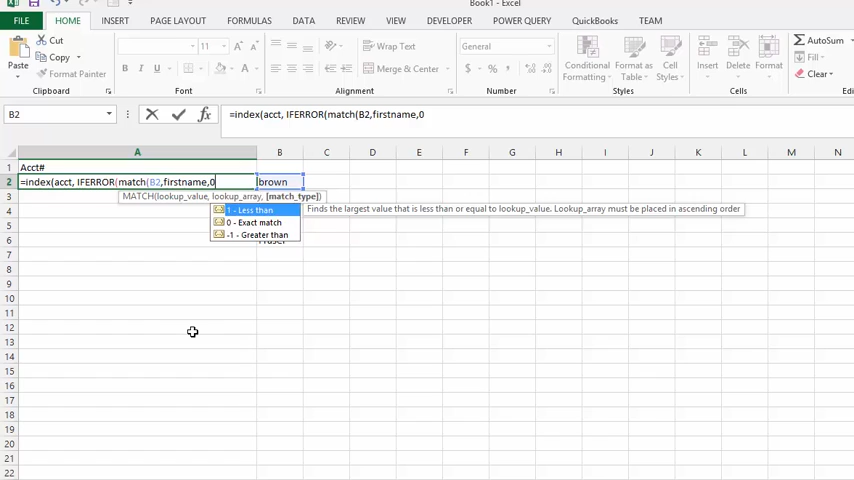 Book1 - Excel
FILE HOME INSERT PAGE LAYOUT FORMULAS DATA REVIEW VIEW DEVELOPER POWER QUERY QuickBooks TEAM
Cut
Copy
Format Painter
Paste
Clipboard
11
B I U
Font
Wrap Text
Merge & Center
Alignment
General
$ % ,
Number
Conditional Formatting
Format as Table
Cell Styles
Styles
Insert Delete Format
Cells
AutoSum
Fill
Clear
B2
fx
=index(acct, IFERROR(match(B2,firstname,0
A B C D E F G H I J K L M N
1 Acct#
2 =index(acct, IFERROR(match(B2,firstname,0 brown
3 MATCH(lookup_value, lookup_array, [match_type])
4 1 - Less than Finds the largest value that is less than or equal to lookup_value. Lookup_array must be placed in ascending order
5 0 - Exact match
6 -1 - Greater than
7
8
9
10
11
12
13
14
15
16
17
18
19
20
21
22